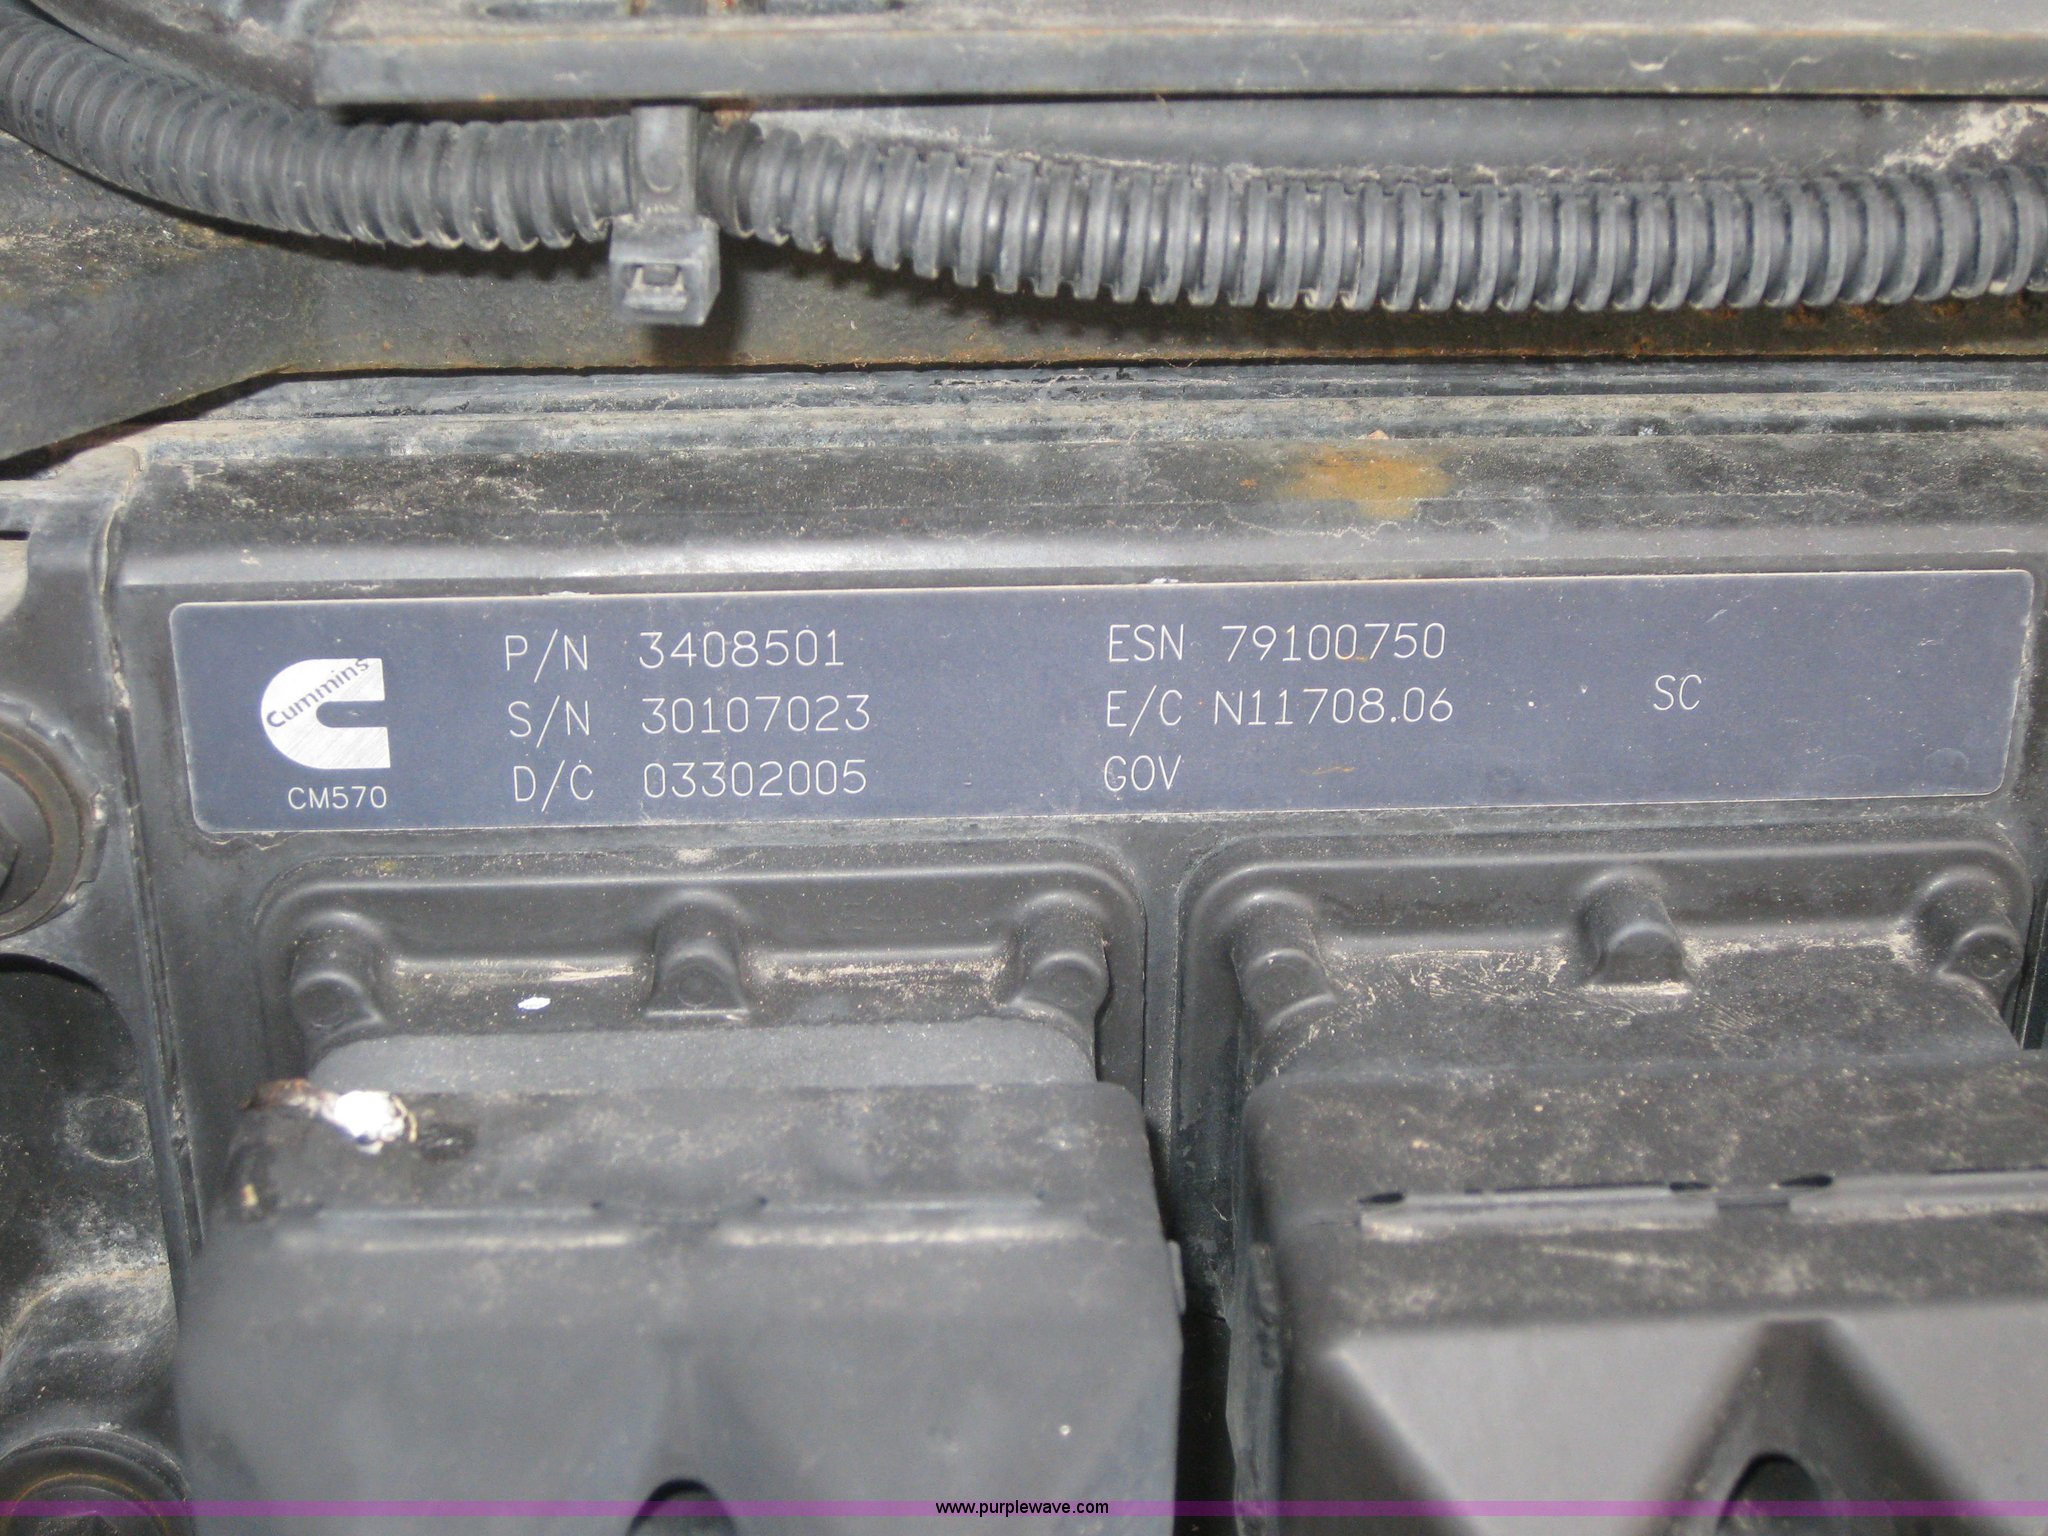 Cummins
CM570
P/N 3408501
S/N 30107023
D/C 03302005
ESN 79100750
E/C N11708.06
GOV
SC
www.purplewave.com